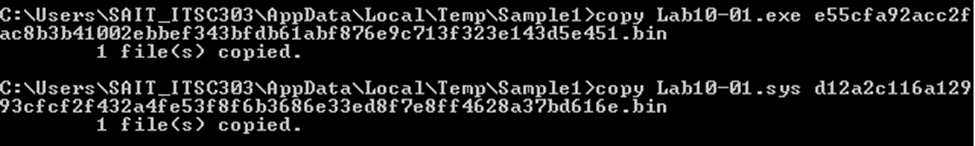 C:\Users\SAIT_ITSC303\AppData\Local\Temp\Sample1>copy Lab10-01.exe e55cfa92acc2f
ac8b3b41002ebbef343bfdb61abf876e9c713f323e143d5e451.bin
        1 file(s) copied.

C:\Users\SAIT_ITSC303\AppData\Local\Temp\Sample1>copy Lab10-01.sys d12a2c116a129
93cfcf2f432a4fe53f8f6b3686e33ed8f7e8ff4628a37bd616e.bin
        1 file(s) copied.